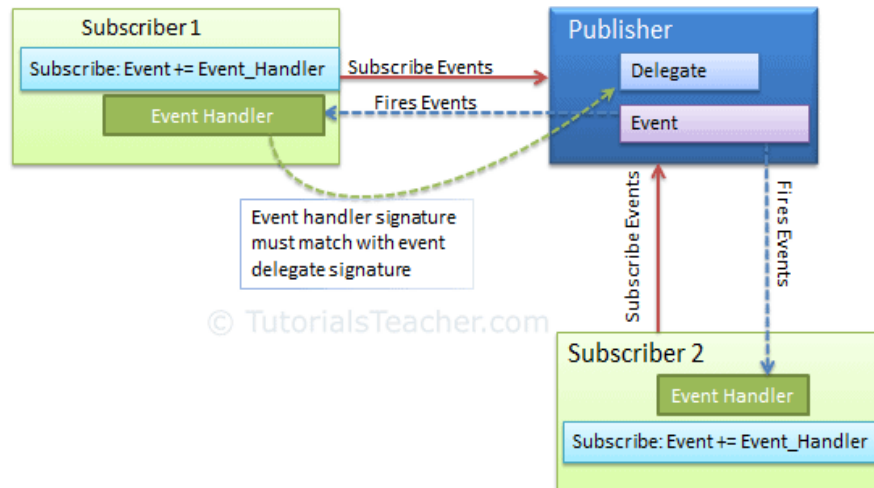 Subscriber 1
Subscribe: Event += Event_Handler
Event Handler
Subscribe Events
Fires Events
Publisher
Delegate
Event
Event handler signature
must match with event
delegate signature
Subscribe Events
Fires Events
© TutorialsTeacher.com
Subscriber 2
Event Handler
Subscribe: Event += Event_Handler